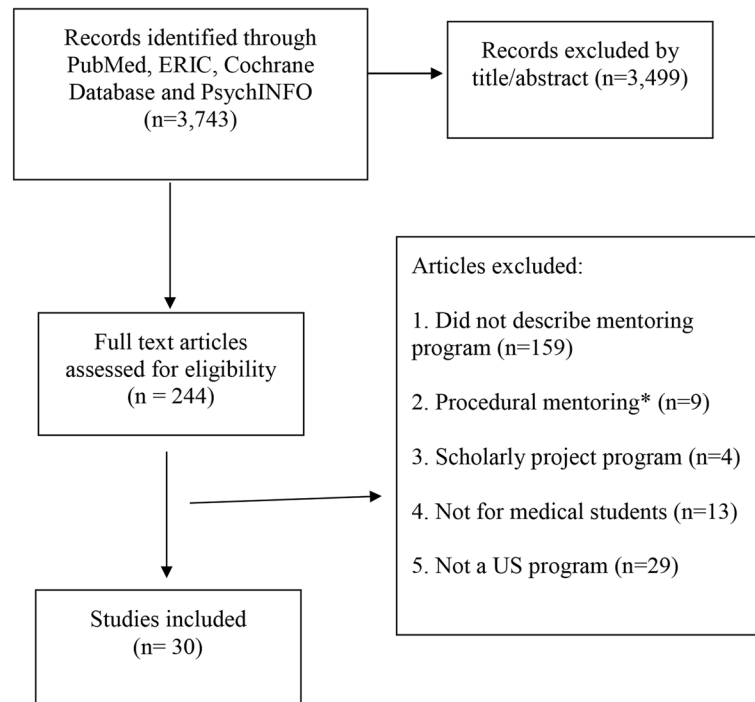 Records identified through
PubMed, ERIC, Cochrane
Database and PsychINFO
(n=3,743)
Records excluded by
title/abstract (n=3,499)
Full text articles
assessed for eligibility
(n = 244)
Articles excluded:
1. Did not describe mentoring
program (n=159)
2. Procedural mentoring* (n=9)
3. Scholarly project program (n=4)
4. Not for medical students (n=13)
5. Not a US program (n=29)
Studies included
(n= 30)